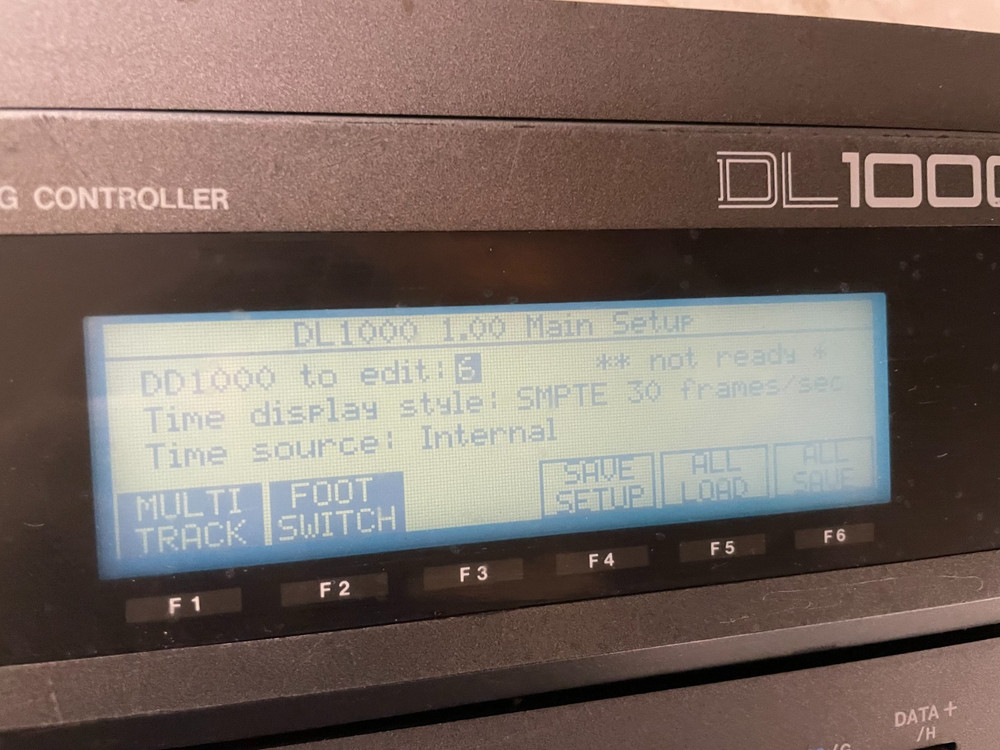 G CONTROLLER
DL1000
DL1000 1.00 Main Setup
DD1000 to edit: 6 ** not ready *
Time display style: SMPTE 30 frames/sec
Time source: Internal
MULTI TRACK
FOOT SWITCH
SAVE SETUP
ALL LOAD
ALL SAVE
F1 F2 F3 F4 F5 F6
DATA +
/H
/G